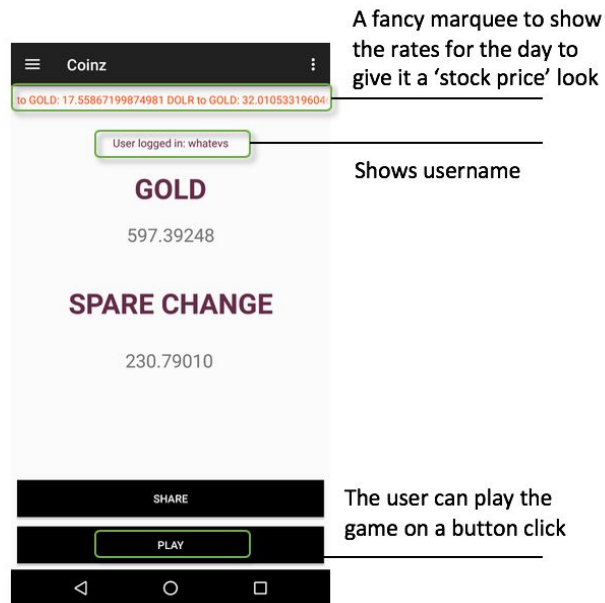 A fancy marquee to show
the rates for the day to
give it a ‘stock price’ look
Coinz
to GOLD: 17.55867199874981 DOLR to GOLD: 32.0105331960
User logged in: whatevs
Shows username
GOLD
597.39248
SPARE CHANGE
230.79010
SHARE
The user can play the
game on a button click
PLAY